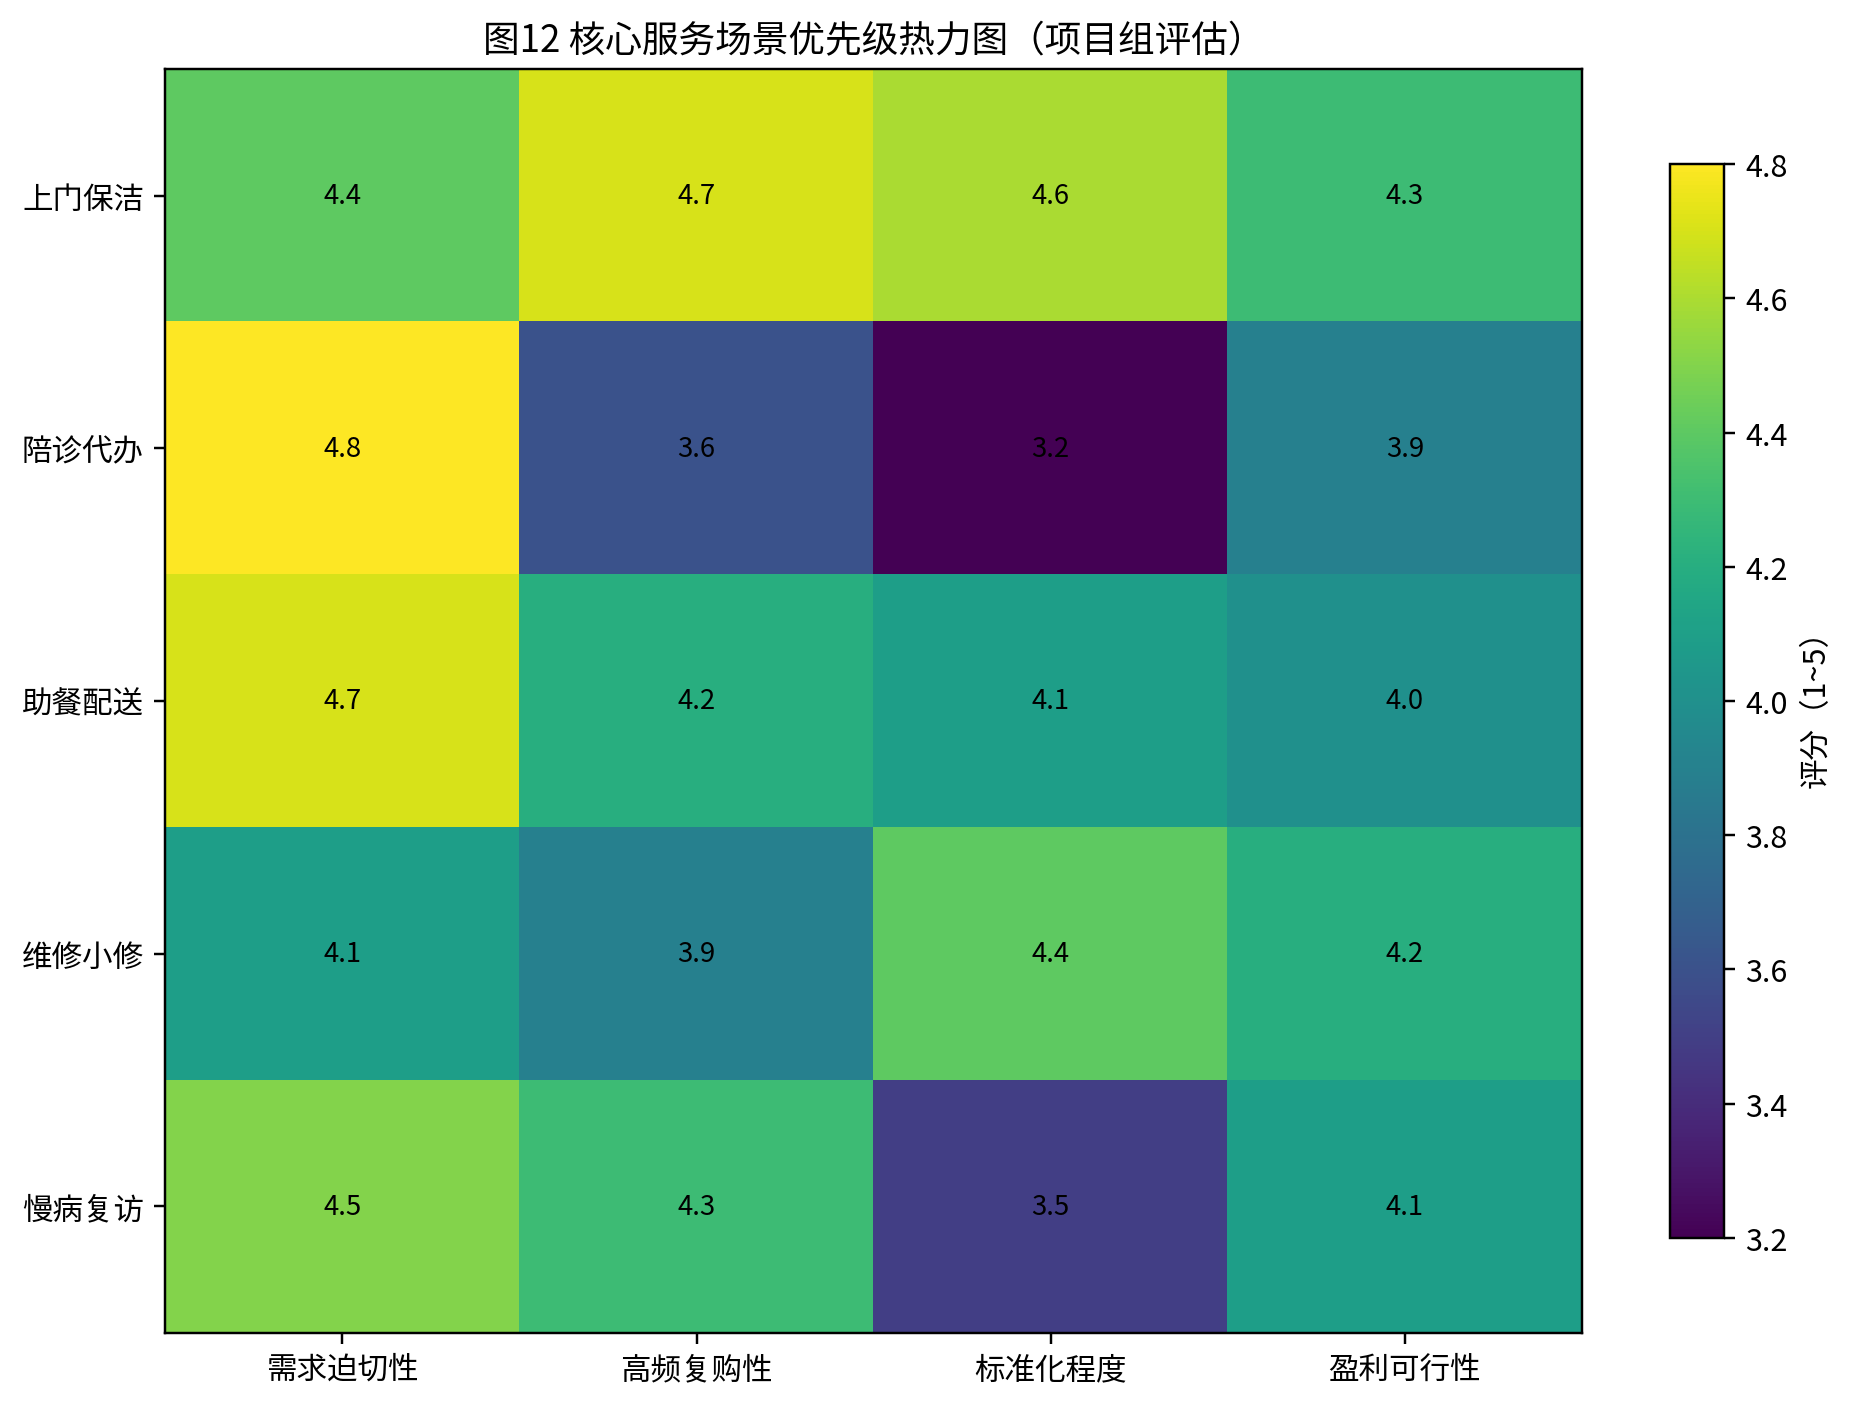 图12 核心服务场景优先级热力图（项目组评估）
上门保洁 4.4 4.7 4.6 4.3
陪诊代办 4.8 3.6 3.2 3.9
助餐配送 4.7 4.2 4.1 4.0
维修小修 4.1 3.9 4.4 4.2
慢病复访 4.5 4.3 3.5 4.1
需求迫切性 高频复购性 标准化程度 盈利可行性
4.8
4.6
4.4
4.2
4.0
3.8
3.6
3.4
3.2
评分（1~5）